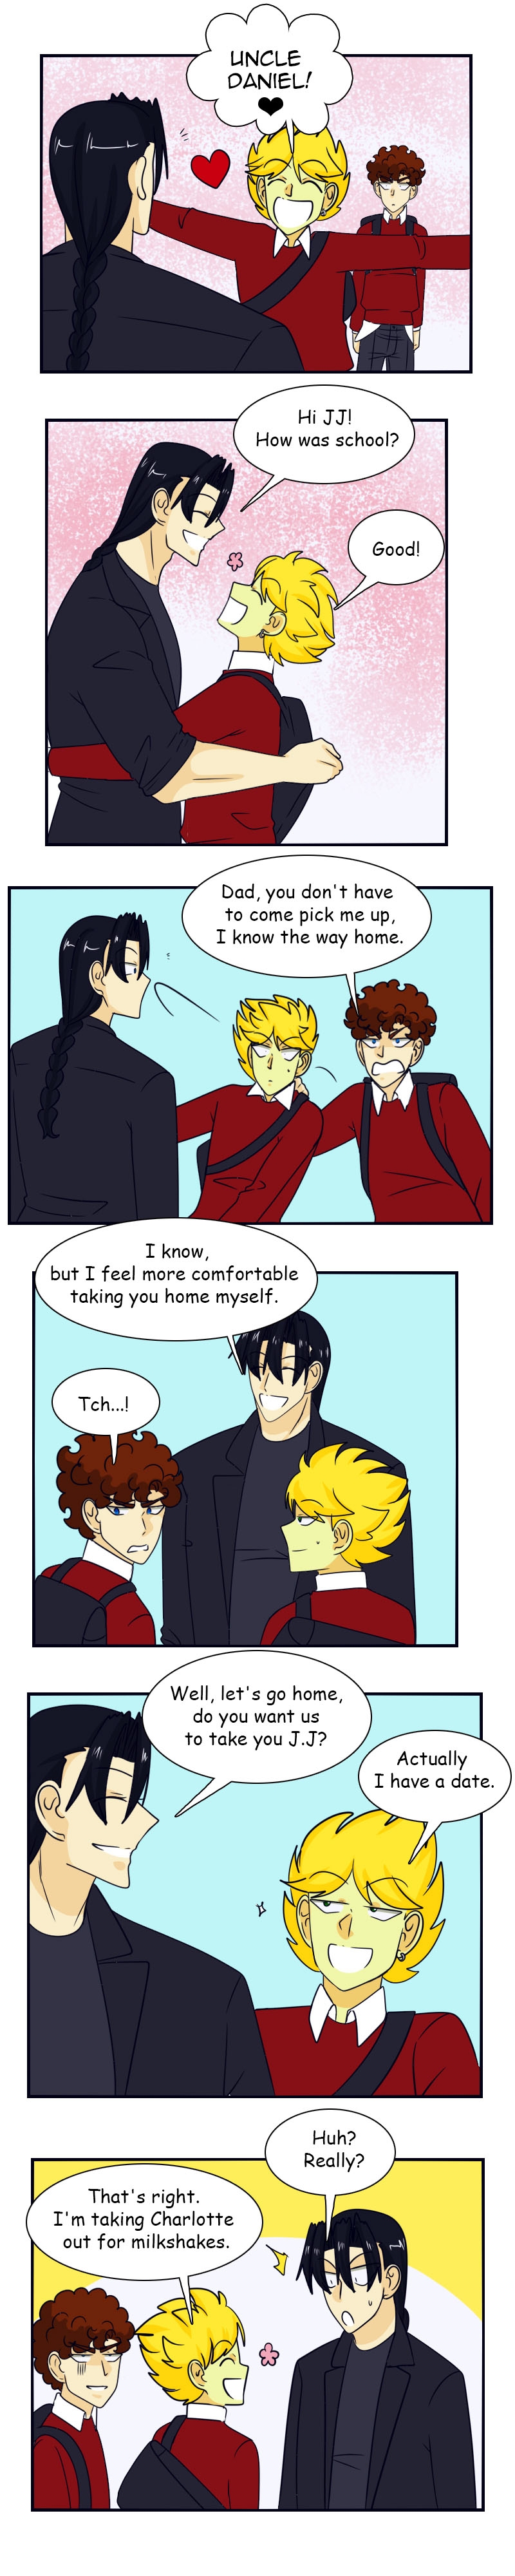 UNCLE
DANIEL!
Hi JJ!
How was school?
Good!
Dad, you don't have
to come pick me up,
I know the way home.
I know,
but I feel more comfortable
taking you home myself.
Tch...!
Well, let's go home,
do you want us
to take you J.J?
Actually
I have a date.
Huh?
Really?
That's right.
I'm taking Charlotte
out for milkshakes.